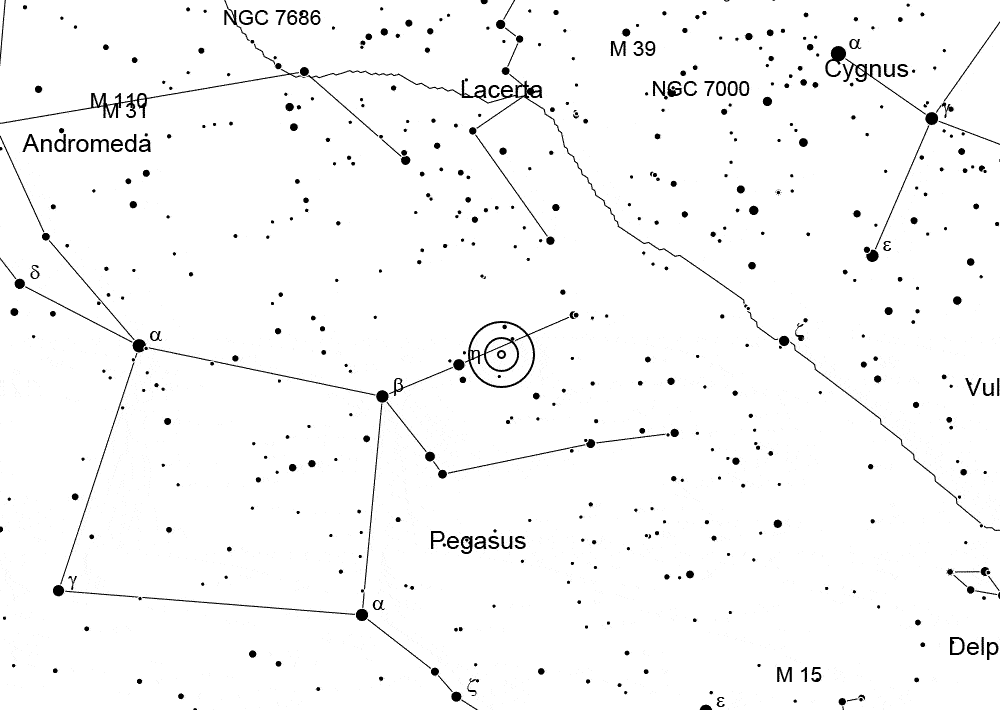 NGC 7686
M 39
α
Cygnus
NGC 7000
Lacerta
M 110
M 31
γ
Andromeda
ε
δ
α
ζ
η
β
Vul
Pegasus
γ
α
Delp
M 15
ζ
ε